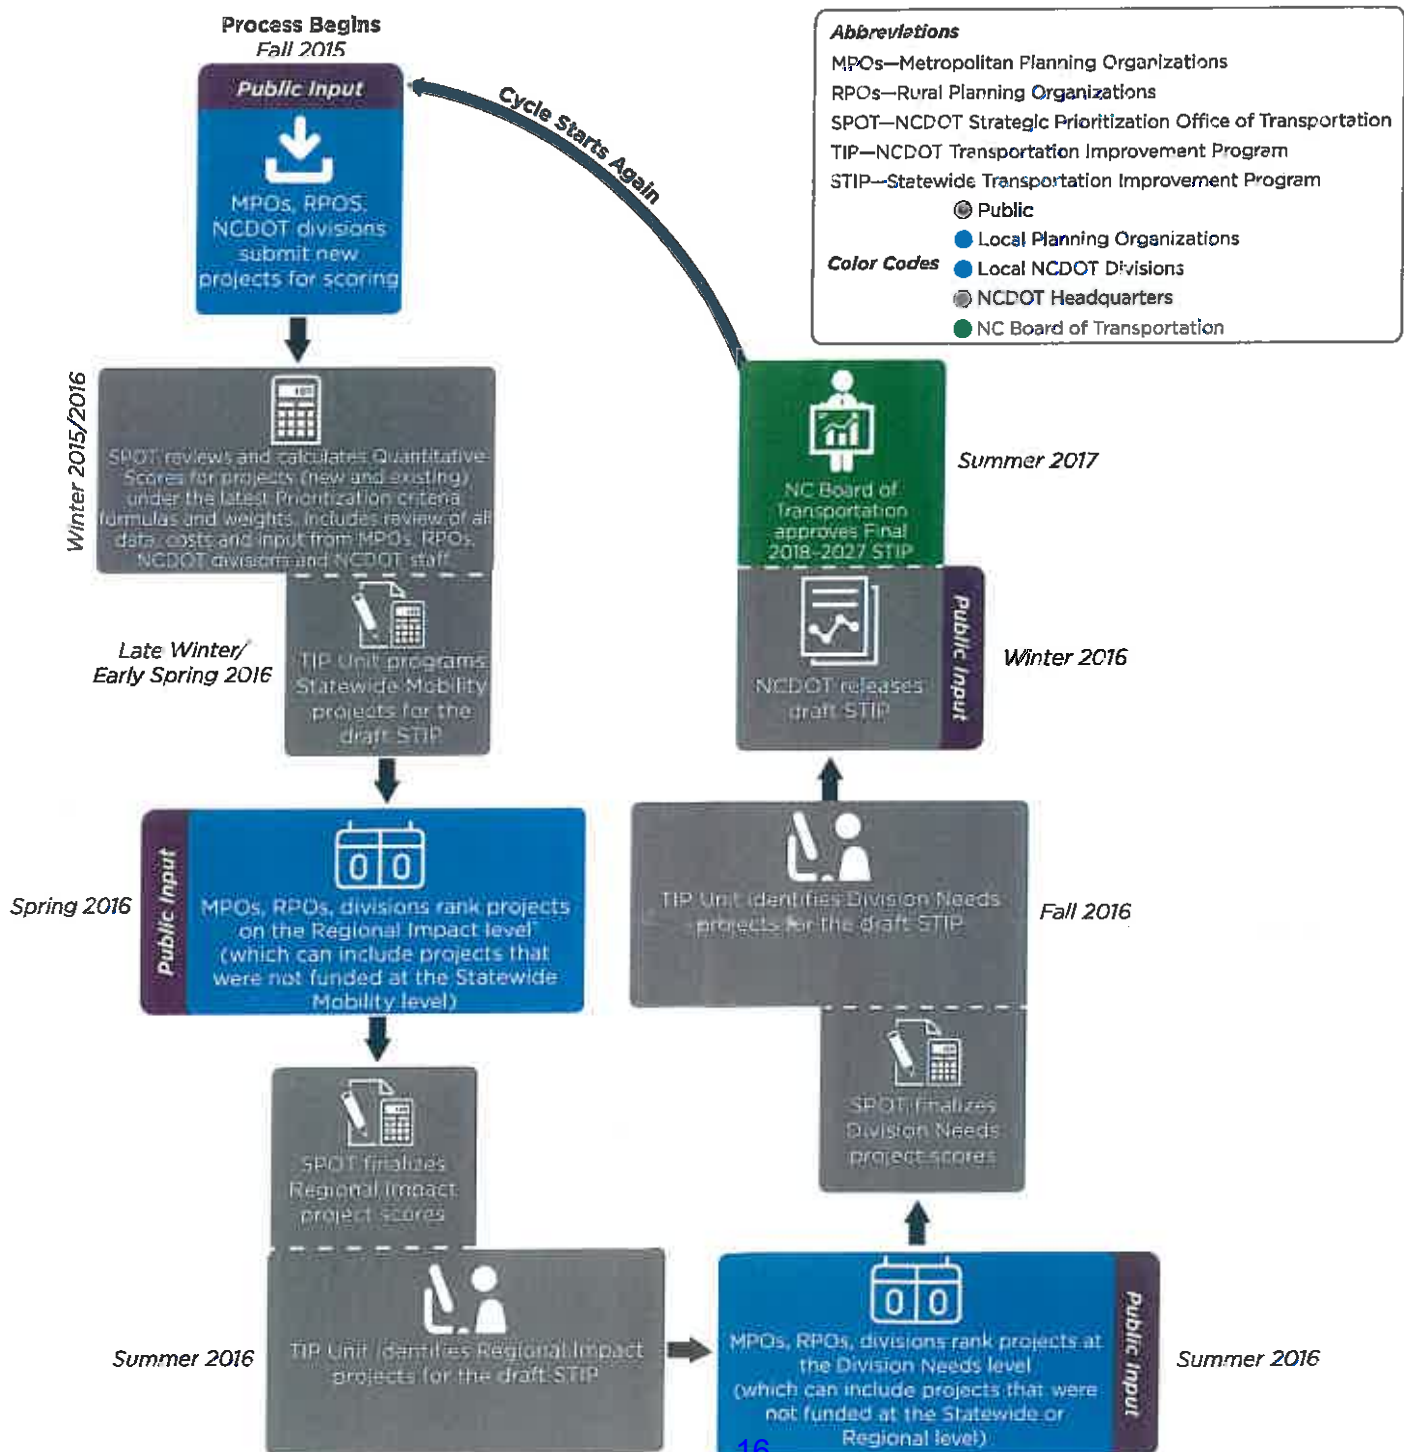 Process Begins
Fall 2015
Public Input
MPOs, RPOS,
NCDOT divisions
submit new
projects for scoring
Cycle Starts Again
Abbreviations
MPOs—Metropolitan Planning Organizations
RPOs—Rural Planning Organizations
SPOT—NCDOT Strategic Prioritization Office of Transportation
TIP—NCDOT Transportation Improvement Program
STIP—Statewide Transportation Improvement Program
Color Codes
Public
Local Planning Organizations
Local NCDOT Divisions
NCDOT Headquarters
NC Board of Transportation
Winter 2015/2016
SPOT reviews and calculates Quantitative
Scores for projects (new and existing)
under the latest Prioritization criteria
formulas and weights. Includes review of all
data, costs and input from MPOs, RPOs,
NCDOT divisions and NCDOT staff
Late Winter/
Early Spring 2016
TIP Unit programs
Statewide Mobility
projects for the
draft STIP
Spring 2016
Public Input
0 0
MPOs, RPOs, divisions rank projects
on the Regional Impact level
(which can include projects that
were not funded at the Statewide
Mobility level)
SPOT finalizes
Regional Impact
project scores
Summer 2016
TIP Unit identifies Regional Impact
projects for the draft STIP
0 0
MPOs, RPOs, divisions rank projects at
the Division Needs level
(which can include projects that were
not funded at the Statewide or
Regional level)
Public Input
Summer 2016
SPOT finalizes
Division Needs
project scores
TIP Unit identifies Division Needs
projects for the draft STIP
Fall 2016
NCDOT releases
draft STIP
Public Input
Winter 2016
NC Board of
Transportation
approves Final
2018-2027 STIP
Summer 2017
16